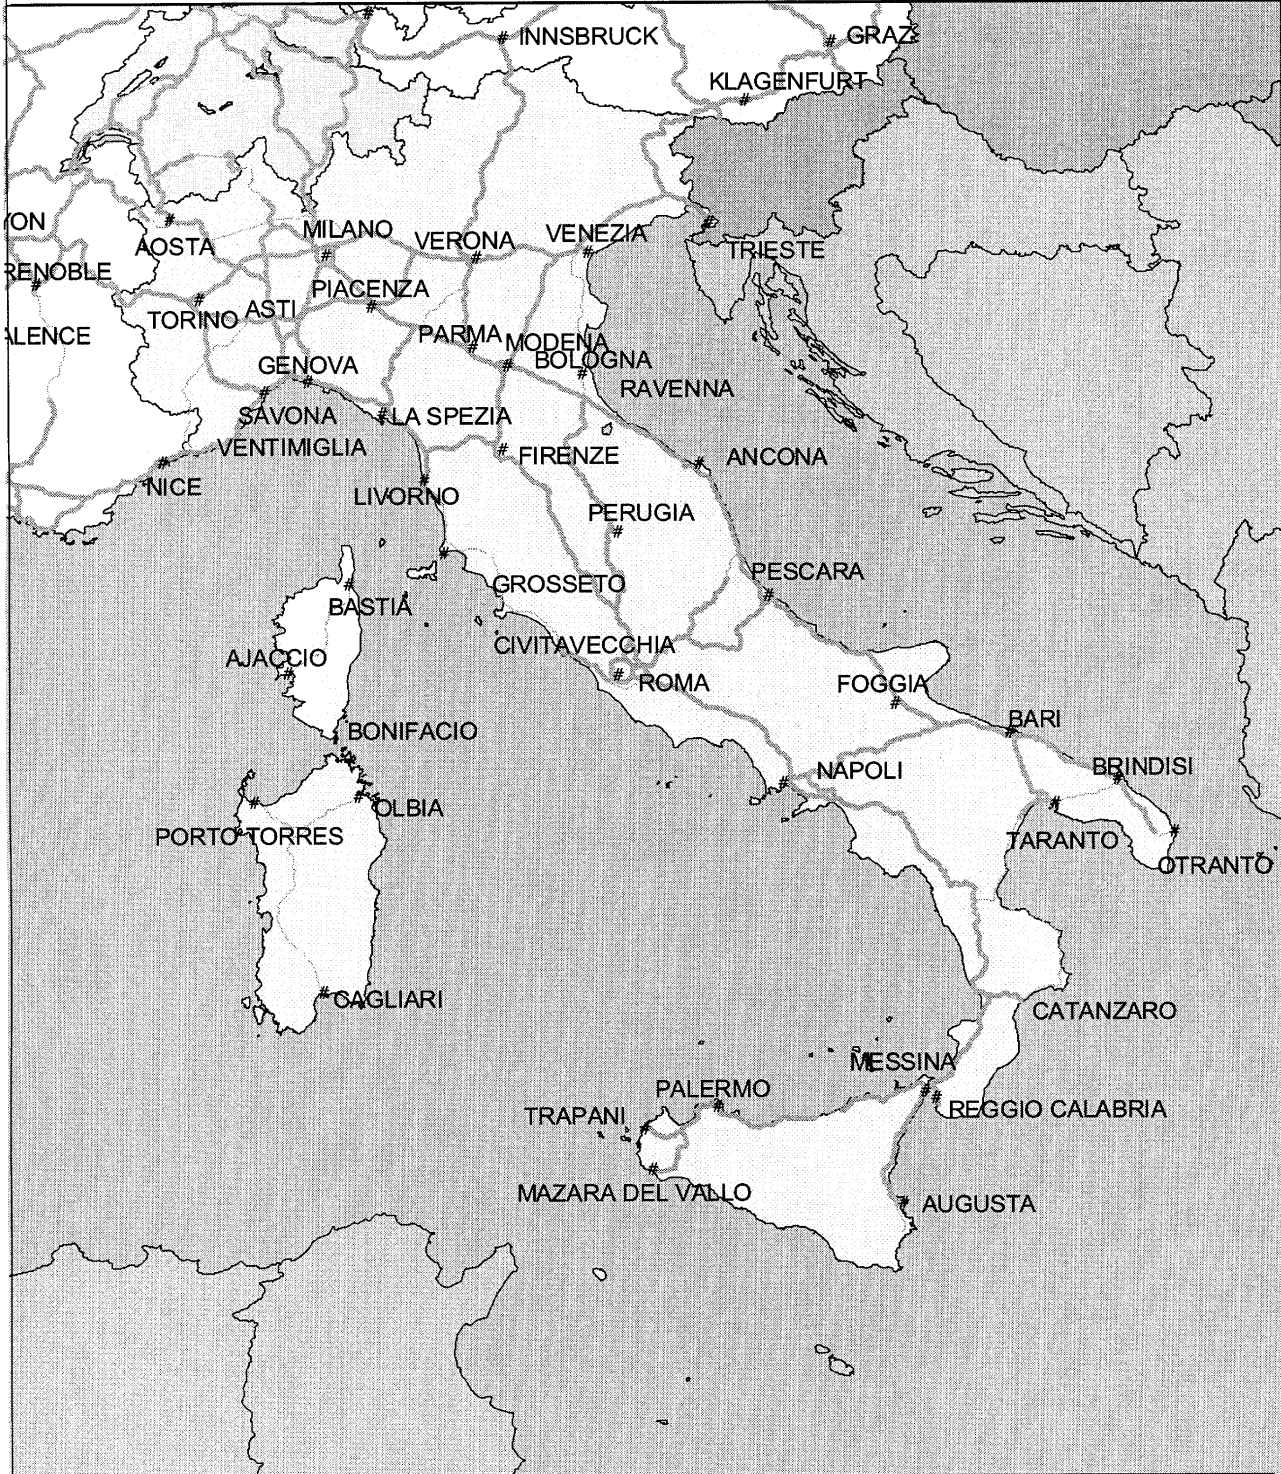 INNSBRUCK
GRAZ
KLAGENFURT
YON
AOSTA
MILANO
VERONA
VENEZIA
TRIESTE
RENOBLE
PIACENZA
TORINO
ASTI
ALENCE
PARMA
MODENA
BOLOGNA
GENOVA
RAVENNA
SAVONA
LA SPEZIA
VENTIMIGLIA
FIRENZE
ANCONA
NICE
LIVORNO
PERUGIA
PESCARA
GROSSETO
BASTIA
CIVITAVECCHIA
AJACCIO
ROMA
FOGGIA
BARI
BONIFACIO
NAPOLI
BRINDISI
OLBIA
PORTO TORRES
TARANTO
OTRANTO
CAGLIARI
CATANZARO
MESSINA
PALERMO
REGGIO CALABRIA
TRAPANI
MAZARA DEL VALLO
AUGUSTA